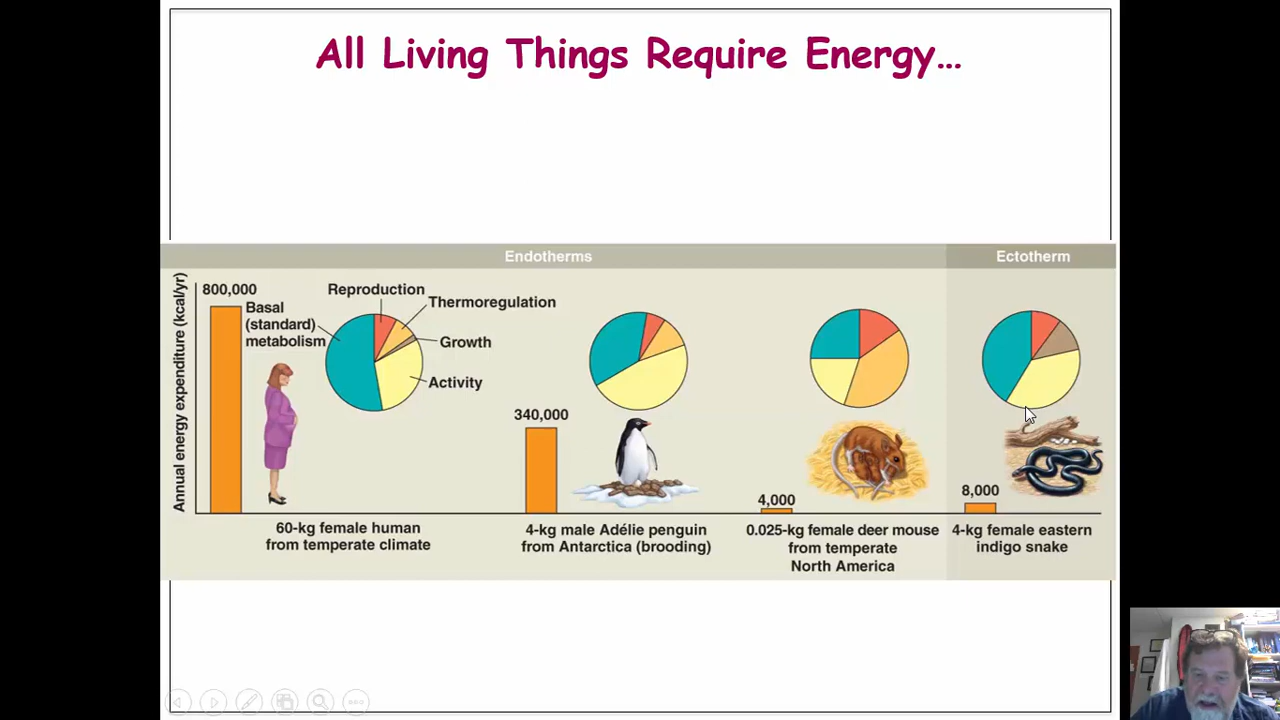 All Living Things Require Energy…
Endotherms
Ectotherm
Annual energy expenditure (kcal/yr)
800,000
Basal
(standard)
metabolism
Reproduction
Thermoregulation
Growth
Activity
340,000
4,000
8,000
60-kg female human
from temperate climate
4-kg male Adélie penguin
from Antarctica (brooding)
0.025-kg female deer mouse
from temperate
North America
4-kg female eastern
indigo snake